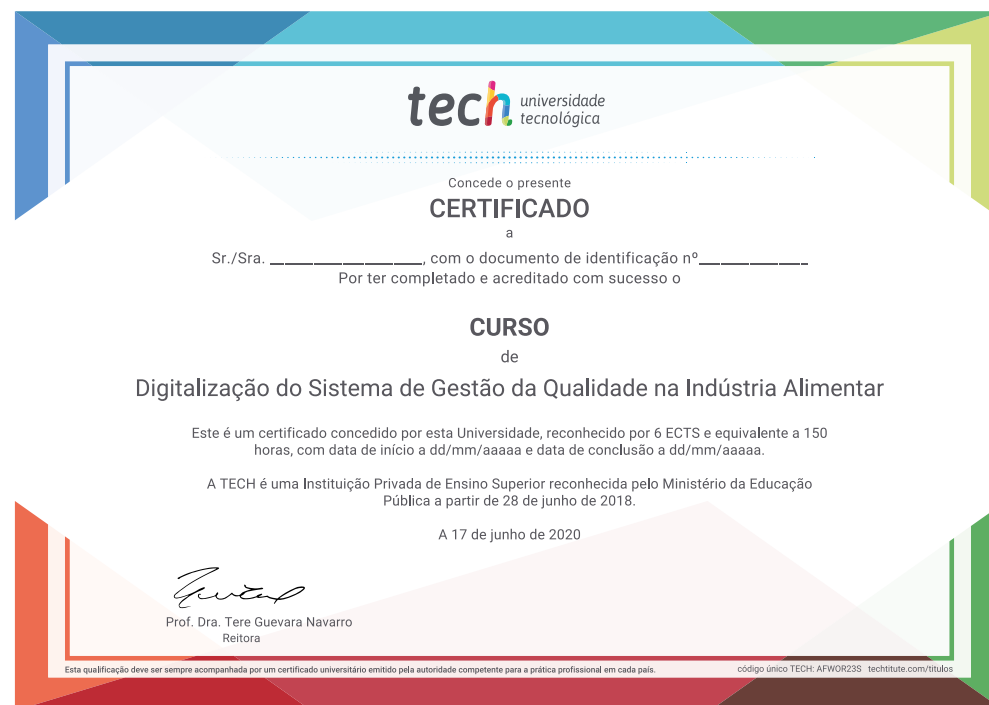 tech universidade
tecnológica
Concede o presente
CERTIFICADO
a
Sr./Sra. ____________________, com o documento de identificação nº______________
Por ter completado e acreditado com sucesso o
CURSO
de
Digitalização do Sistema de Gestão da Qualidade na Indústria Alimentar
Este é um certificado concedido por esta Universidade, reconhecido por 6 ECTS e equivalente a 150
horas, com data de início a dd/mm/aaaaa e data de conclusão a dd/mm/aaaaa.
A TECH é uma Instituição Privada de Ensino Superior reconhecida pelo Ministério da Educação
Pública a partir de 28 de junho de 2018.
A 17 de junho de 2020
Prof. Dra. Tere Guevara Navarro
Reitora
Esta qualificação deve ser sempre acompanhada por um certificado universitário emitido pela autoridade competente para a prática profissional em cada país. código único TECH: AFWOR23S techtitute.com/titulos